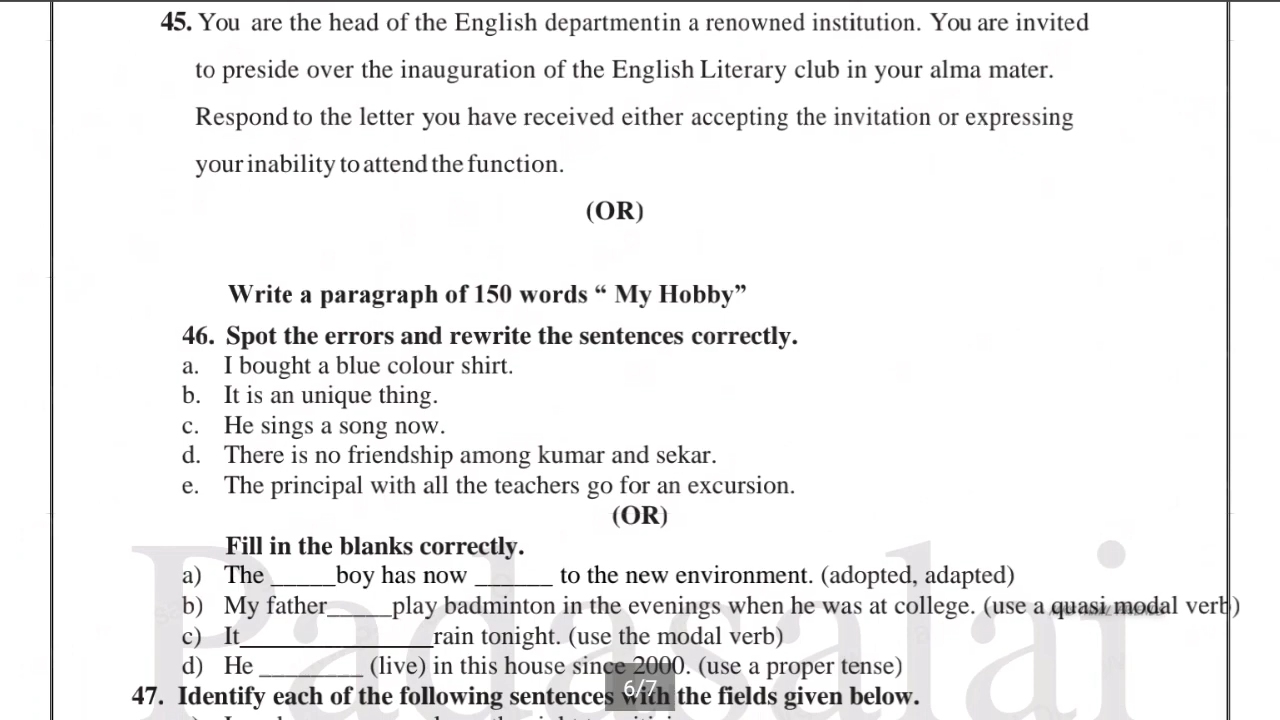 45. You are the head of the English departmentin a renowned institution. You are invited
to preside over the inauguration of the English Literary club in your alma mater.
Respond to the letter you have received either accepting the invitation or expressing
your inability to attend the function.
(OR)
Write a paragraph of 150 words “ My Hobby”
46. Spot the errors and rewrite the sentences correctly.
a. I bought a blue colour shirt.
b. It is an unique thing.
c. He sings a song now.
d. There is no friendship among kumar and sekar.
e. The principal with all the teachers go for an excursion.
(OR)
Fill in the blanks correctly.
a) The _____boy has now ______ to the new environment. (adopted, adapted)
b) My father_____play badminton in the evenings when he was at college. (use a quasi modal verb)
c) It_______________rain tonight. (use the modal verb)
d) He ________ (live) in this house since 2000. (use a proper tense)
Padasalai
6/7
47. Identify each of the following sentences with the fields given below.